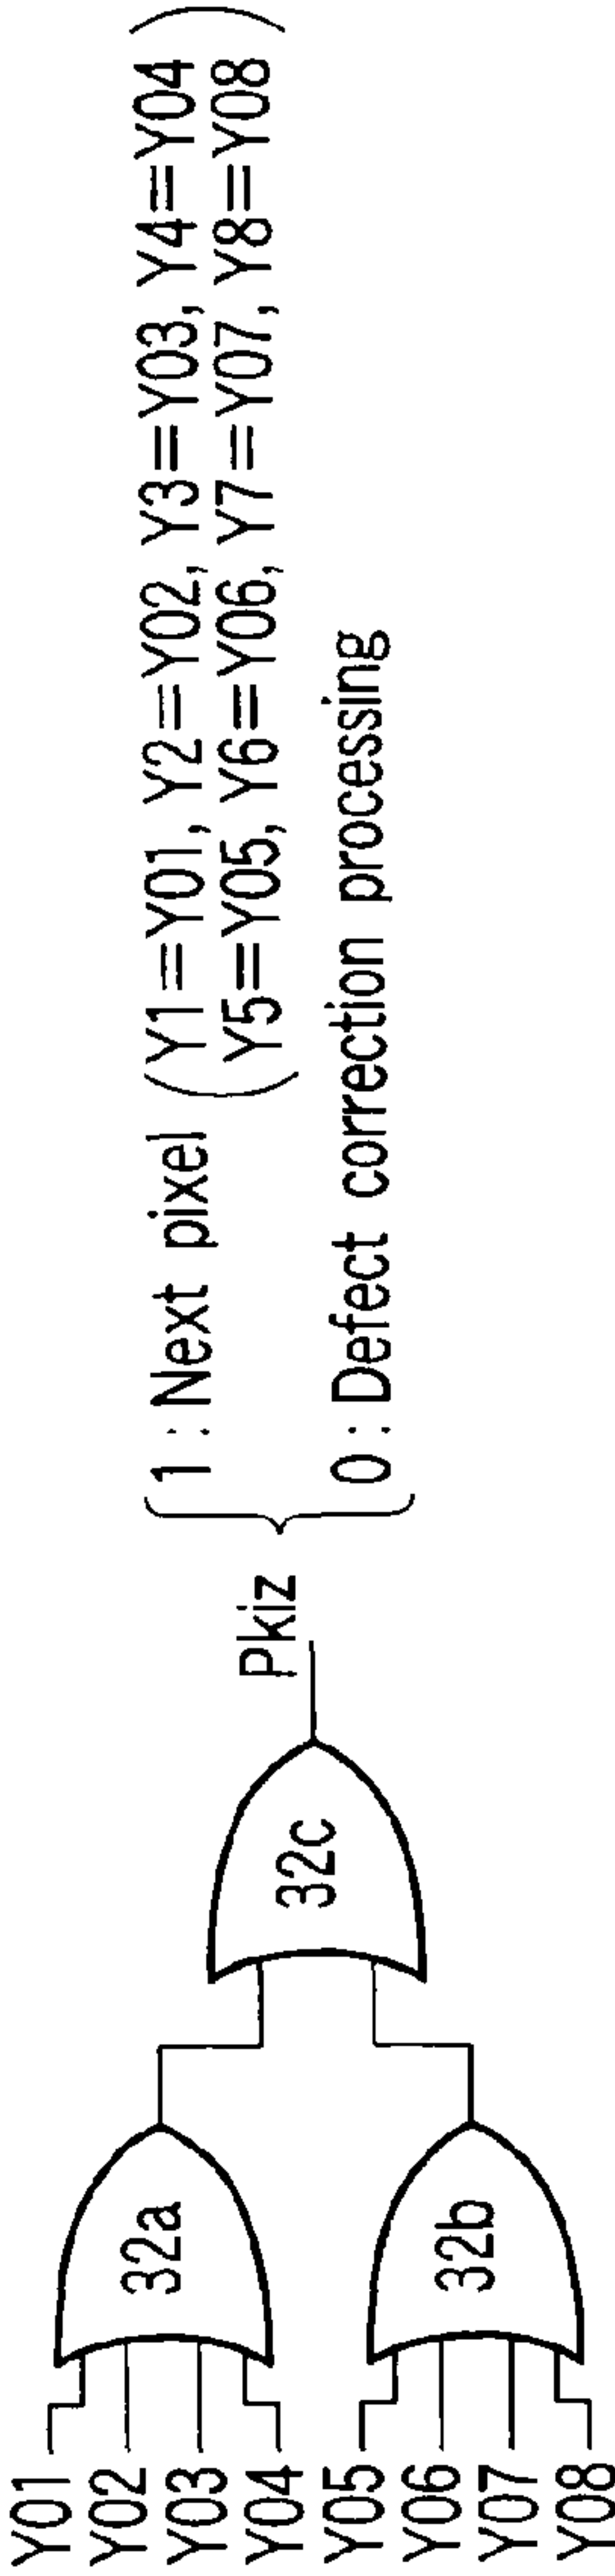 Y01
Y02
Y03
Y04
Y05
Y06
Y07
Y08
32a
32b
32c
Pkiz
1 : Next pixel (Y1=Y01, Y2=Y02, Y3=Y03, Y4=Y04
Y5=Y05, Y6=Y06, Y7=Y07, Y8=Y08)
0 : Defect correction processing